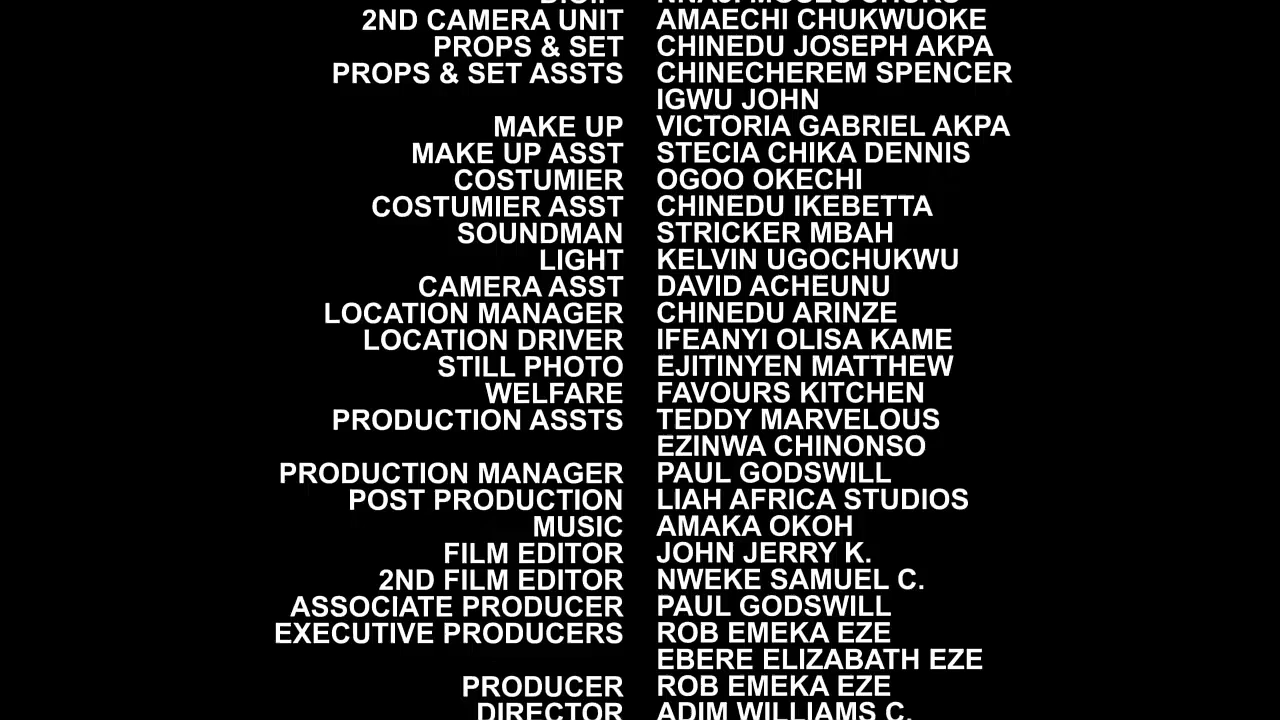 2ND CAMERA UNIT AMAECHI CHUKWUOKE
PROPS & SET CHINEDU JOSEPH AKPA
PROPS & SET ASSTS CHINECHEREM SPENCER
IGWU JOHN
MAKE UP VICTORIA GABRIEL AKPA
MAKE UP ASST STECIA CHIKA DENNIS
COSTUMIER OGOO OKECHI
COSTUMIER ASST CHINEDU IKEBETTA
SOUNDMAN STRICKER MBAH
LIGHT KELVIN UGOCHUKWU
CAMERA ASST DAVID ACHEUNU
LOCATION MANAGER CHINEDU ARINZE
LOCATION DRIVER IFEANYI OLISA KAME
STILL PHOTO EJITINYEN MATTHEW
WELFARE FAVOURS KITCHEN
PRODUCTION ASSTS TEDDY MARVELOUS
EZINWA CHINONSO
PRODUCTION MANAGER PAUL GODSWILL
POST PRODUCTION LIAH AFRICA STUDIOS
MUSIC AMAKA OKOH
FILM EDITOR JOHN JERRY K.
2ND FILM EDITOR NWEKE SAMUEL C.
ASSOCIATE PRODUCER PAUL GODSWILL
EXECUTIVE PRODUCERS ROB EMEKA EZE
EBERE ELIZABATH EZE
PRODUCER ROB EMEKA EZE
DIRECTOR ADIM WILLIAMS C.